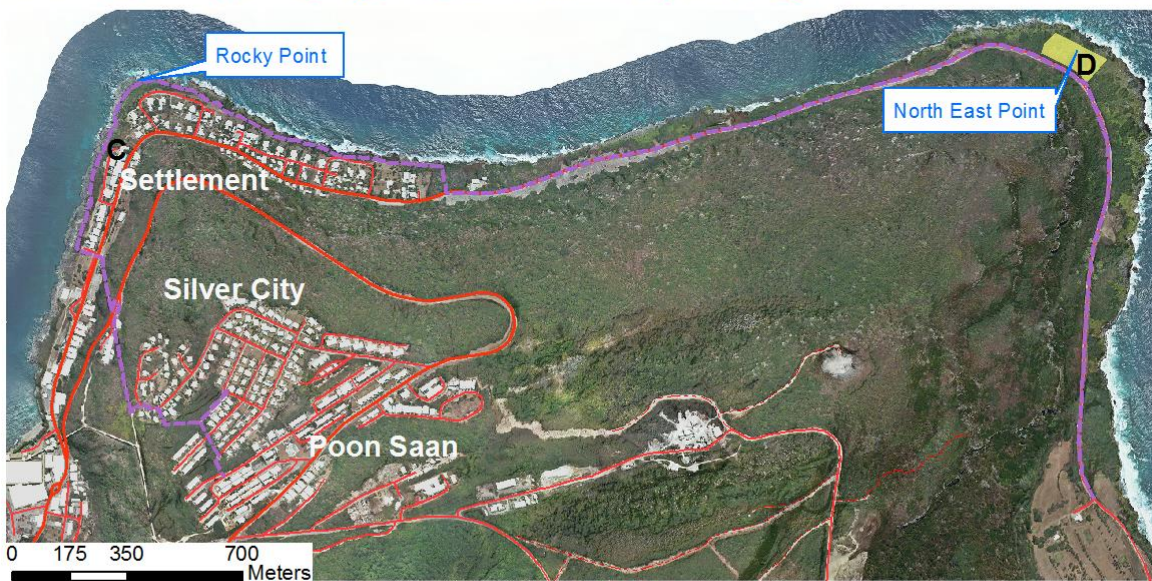 Rocky Point
D
North East Point
C
Settlement
Silver City
Poon Saan
0 175 350 700
Meters